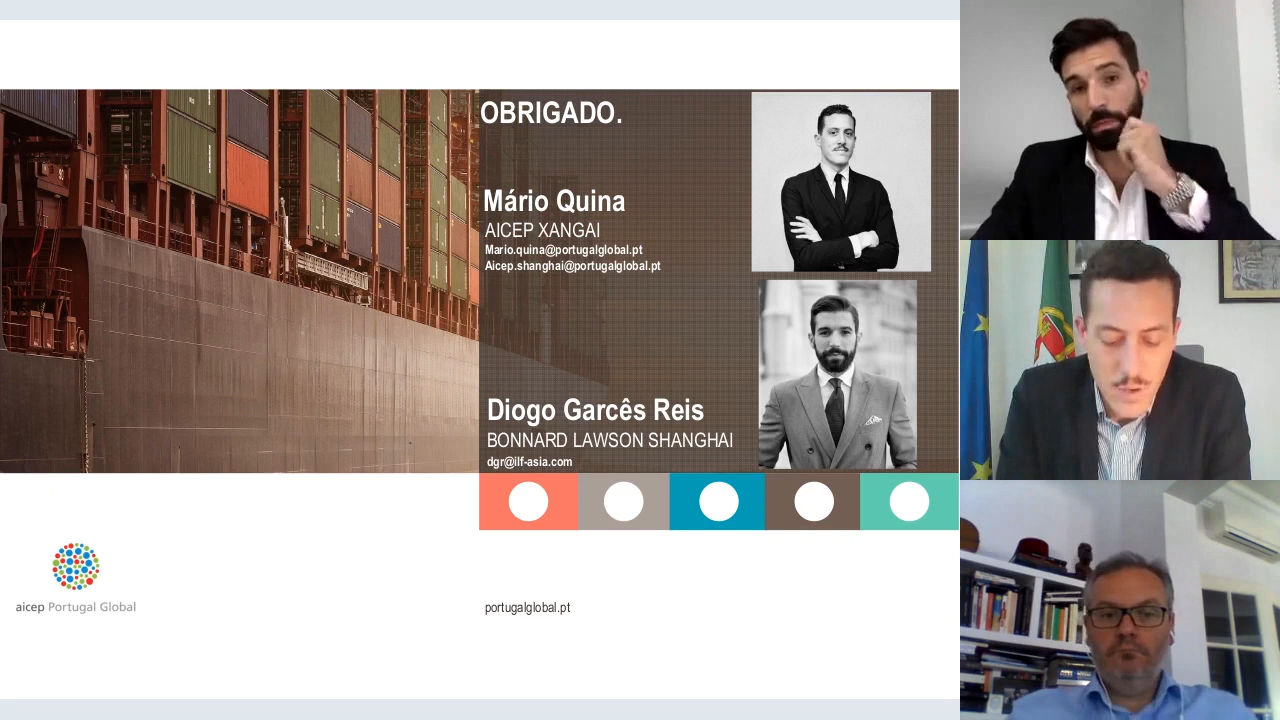 OBRIGADO.
Mário Quina
AICEP XANGAI
Mario.quina@portugalglobal.pt
Aicep.shanghai@portugalglobal.pt
Diogo Garcês Reis
BONNARD LAWSON SHANGHAI
dgr@ilf-asia.com
aicep Portugal Global
portugalglobal.pt